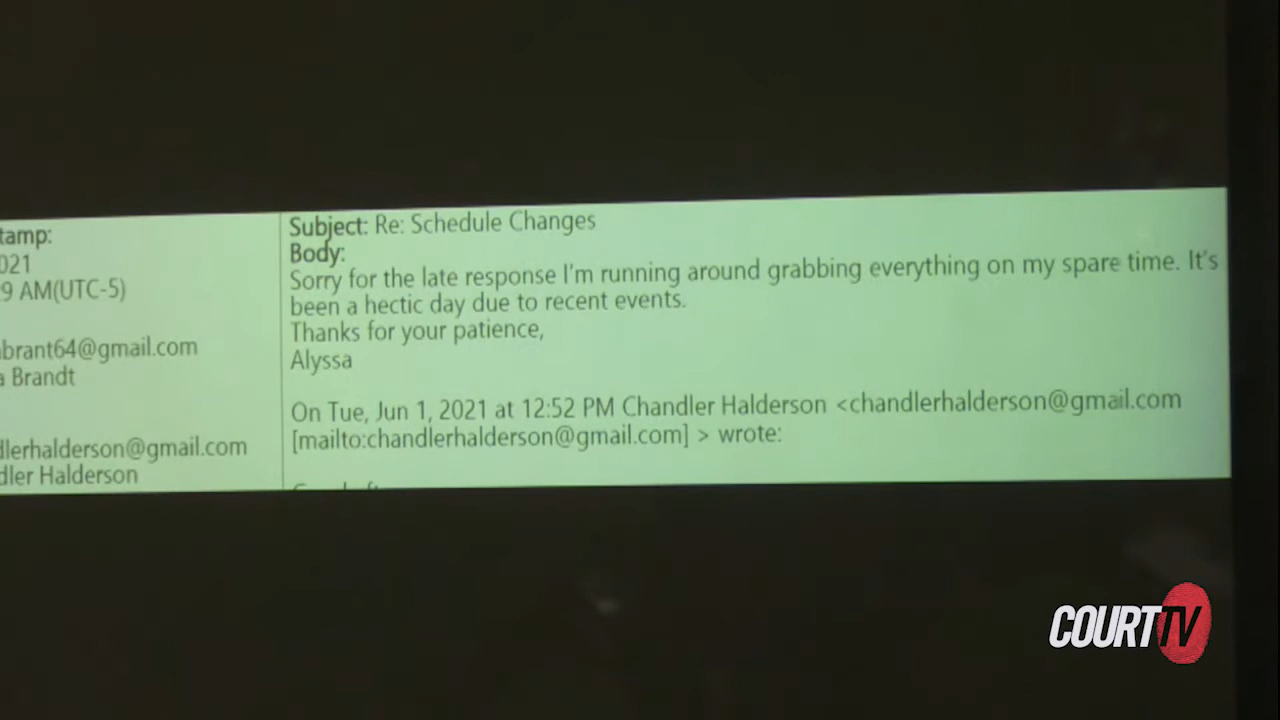 tamp:
021
9 AM(UTC-5)
brant64@gmail.com
a Brandt
dlerhalderson@gmail.com
dler Halderson
Subject: Re: Schedule Changes
Body:
Sorry for the late response I'm running around grabbing everything on my spare time. It's
been a hectic day due to recent events.
Thanks for your patience,
Alyssa
On Tue, Jun 1, 2021 at 12:52 PM Chandler Halderson <chandlerhalderson@gmail.com
[mailto:chandlerhalderson@gmail.com] > wrote:
COURT TV